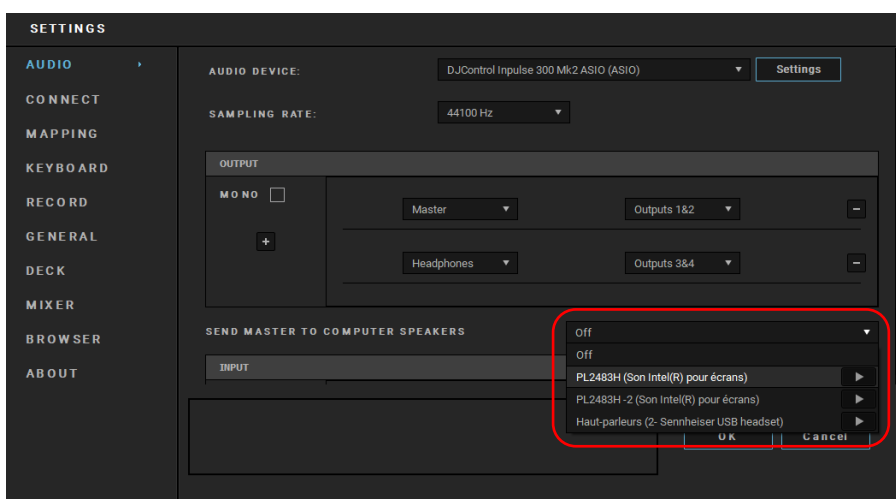 SETTINGS
AUDIO
CONNECT
MAPPING
KEYBOARD
RECORD
GENERAL
DECK
MIXER
BROWSER
ABOUT
AUDIO DEVICE: DJControl Inpulse 300 Mk2 ASIO (ASIO) Settings
SAMPLING RATE: 44100 Hz
OUTPUT
MONO
+
Master Outputs 1&2 −
Headphones Outputs 3&4 −
SEND MASTER TO COMPUTER SPEAKERS Off
Off
PL2483H (Son Intel(R) pour écrans)
PL2483H -2 (Son Intel(R) pour écrans)
Haut-parleurs (2- Sennheiser USB headset)
INPUT
OK Cancel